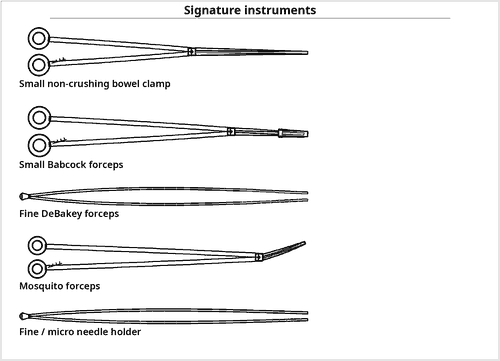 Signature instruments
Small non-crushing bowel clamp
Small Babcock forceps
Fine DeBakey forceps
Mosquito forceps
Fine / micro needle holder